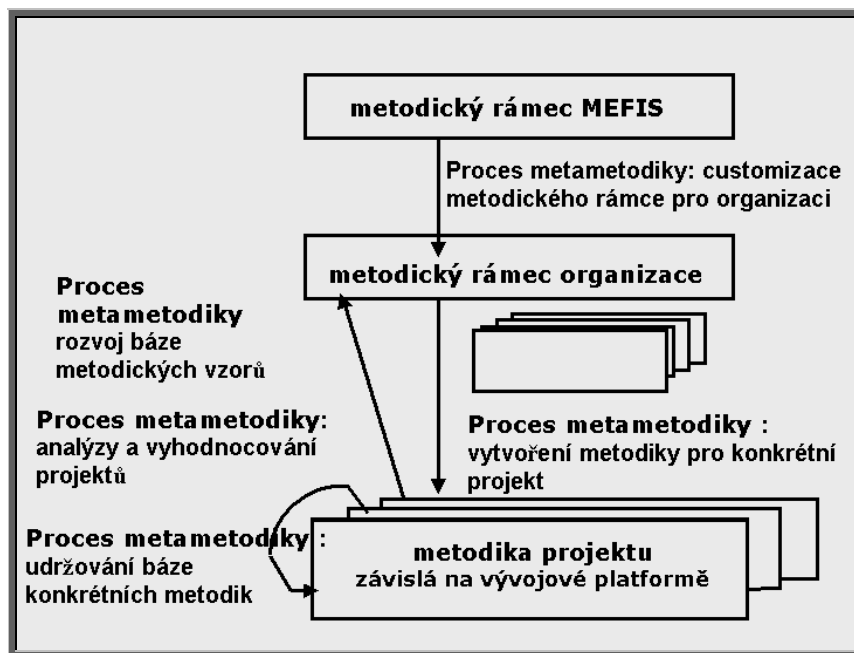 metodický rámec MEFIS
Proces metametodiky: customizace
metodického rámce pro organizaci
metodický rámec organizace
Proces
metametodiky
rozvoj báze
metodických vzorů
Proces metametodiky:
analýzy a vyhodnocování
projektů
Proces metametodiky :
vytvoření metodiky pro konkrétní
projekt
Proces metametodiky :
udržování báze
konkrétních metodik
metodika projektu
závislá na vývojové platformě